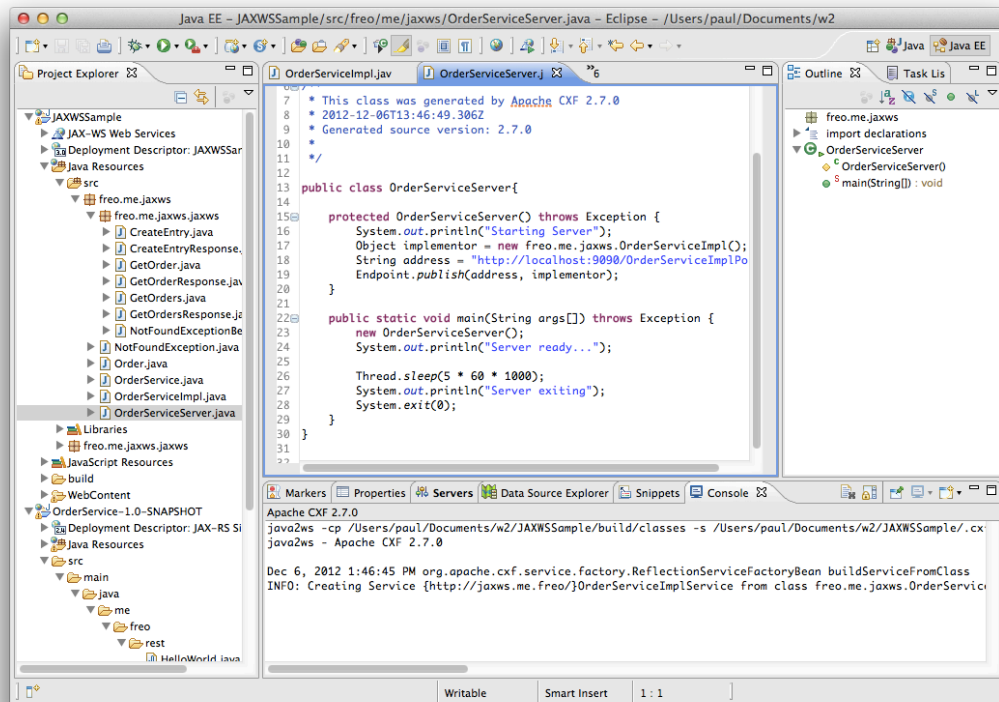 Java EE – JAXWSSample/src/freo/me/jaxws/OrderServiceServer.java – Eclipse – /Users/paul/Documents/w2
Java
Java EE
Project Explorer
JAXWSSample
JAX-WS Web Services
Deployment Descriptor: JAXWSSar
Java Resources
src
freo.me.jaxws
freo.me.jaxws.jaxws
CreateEntry.java
CreateEntryResponse.
GetOrder.java
GetOrderResponse.jav
GetOrders.java
GetOrdersResponse.ja
NotFoundExceptionBe
NotFoundException.java
Order.java
OrderService.java
OrderServiceImpl.java
OrderServiceServer.java
Libraries
freo.me.jaxws.jaxws
JavaScript Resources
build
WebContent
OrderService-1.0-SNAPSHOT
Deployment Descriptor: JAX-RS Si
Java Resources
src
main
java
me
freo
rest
HelloWorld.java
OrderServiceImpl.jav
OrderServiceServer.j
»6
7 * This class was generated by Apache CXF 2.7.0
8 * 2012-12-06T13:46:49.306Z
9 * Generated source version: 2.7.0
10 *
11 */
12
13 public class OrderServiceServer{
14
15 protected OrderServiceServer() throws Exception {
16 System.out.println("Starting Server");
17 Object implementor = new freo.me.jaxws.OrderServiceImpl();
18 String address = "http://localhost:9090/OrderServiceImplPo
19 Endpoint.publish(address, implementor);
20 }
21
22 public static void main(String args[]) throws Exception {
23 new OrderServiceServer();
24 System.out.println("Server ready...");
25
26 Thread.sleep(5 * 60 * 1000);
27 System.out.println("Server exiting");
28 System.exit(0);
29 }
30 }
31
32
Outline
Task Lis
freo.me.jaxws
import declarations
OrderServiceServer
OrderServiceServer()
main(String[]) : void
Markers
Properties
Servers
Data Source Explorer
Snippets
Console
Apache CXF 2.7.0
java2ws -cp /Users/paul/Documents/w2/JAXWSSample/build/classes -s /Users/paul/Documents/w2/JAXWSSample/.cx
java2ws - Apache CXF 2.7.0
Dec 6, 2012 1:46:45 PM org.apache.cxf.service.factory.ReflectionServiceFactoryBean buildServiceFromClass
INFO: Creating Service {http://jaxws.me.freo/}OrderServiceImplService from class freo.me.jaxws.OrderService
Writable
Smart Insert
1 : 1